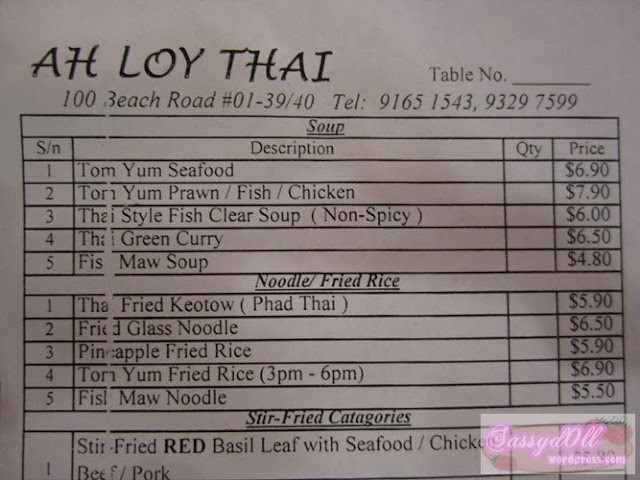 AH LOY THAI
Table No. ________
100 Beach Road #01-39/40 Tel: 9165 1543, 9329 7599
Soup
S/n Description Qty Price
1 Tom Yum Seafood $6.90
2 Tom Yum Prawn / Fish / Chicken $7.90
3 Thai Style Fish Clear Soup ( Non-Spicy ) $6.00
4 Thai Green Curry $6.50
5 Fish Maw Soup $4.80
Noodle/ Fried Rice
1 Thai Fried Keotow ( Phad Thai ) $5.90
2 Fried Glass Noodle $6.50
3 Pineapple Fried Rice $5.90
4 Tom Yum Fried Rice (3pm - 6pm) $6.90
5 Fish Maw Noodle $5.50
Stir-Fried Catagories
1 Stir-Fried RED Basil Leaf with Seafood / Chicken
Beef / Pork
Sassyd0ll
wordpress.com